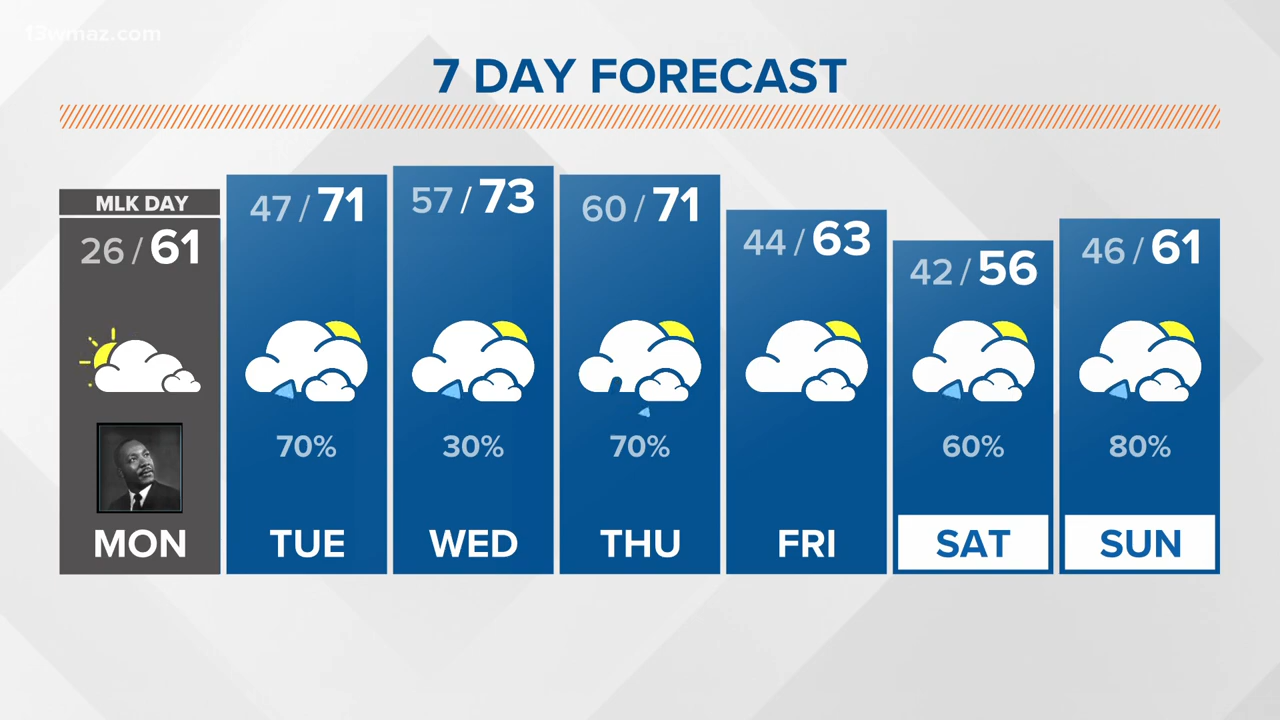 13wmaz.com
7 DAY FORECAST
MLK DAY
26/61
47/71
57/73
60/71
44/63
42/56
46/61
70%
30%
70%
60%
80%
MON
TUE
WED
THU
FRI
SAT
SUN